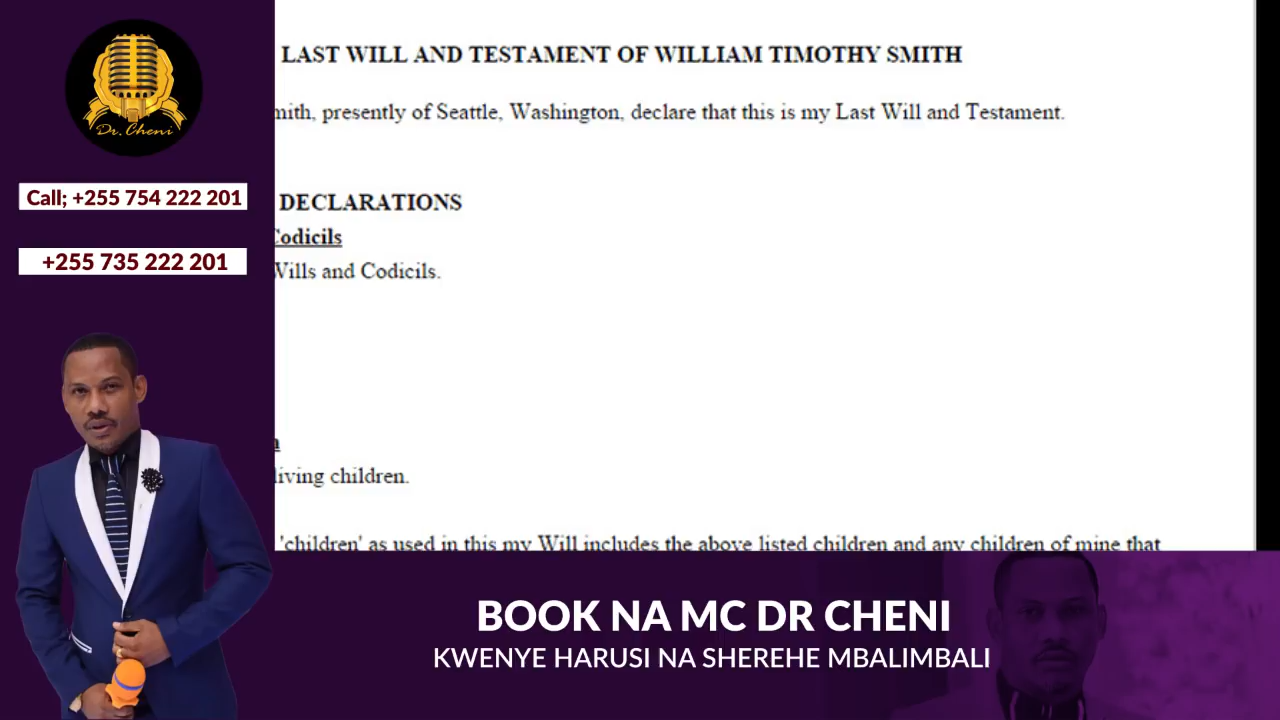 Dr. Cheni
Call; +255 754 222 201
+255 735 222 201
LAST WILL AND TESTAMENT OF WILLIAM TIMOTHY SMITH
mith, presently of Seattle, Washington, declare that this is my Last Will and Testament.
DECLARATIONS
Codicils
Wills and Codicils.
living children.
'children' as used in this my Will includes the above listed children and any children of mine that
BOOK NA MC DR CHENI
KWENYE HARUSI NA SHEREHE MBALIMBALI